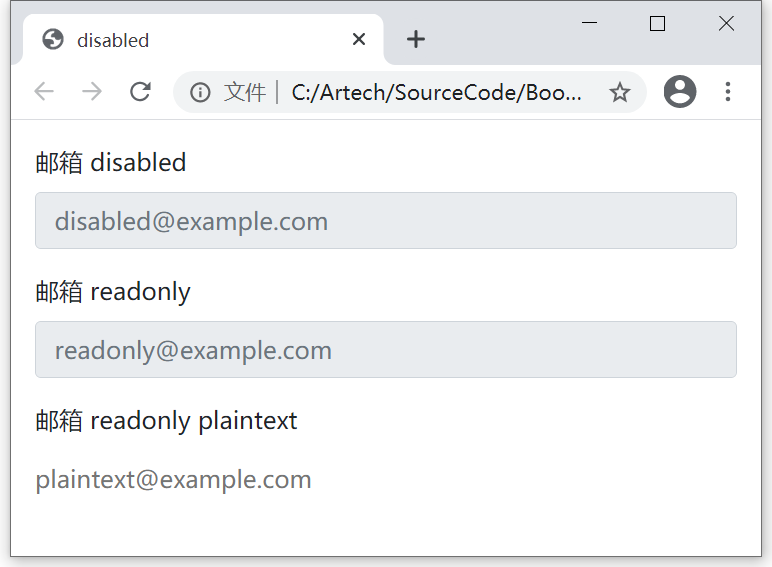 disabled
文件 | C:/Artech/SourceCode/Boo...
邮箱 disabled
disabled@example.com
邮箱 readonly
readonly@example.com
邮箱 readonly plaintext
plaintext@example.com